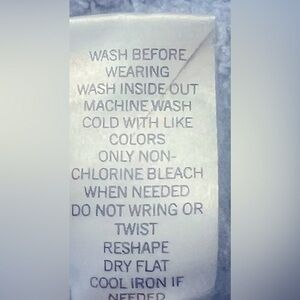 WASH BEFORE
WEARING
WASH INSIDE OUT
MACHINE WASH
COLD WITH LIKE
COLORS
ONLY NON-
CHLORINE BLEACH
WHEN NEEDED
DO NOT WRING OR
TWIST
RESHAPE
DRY FLAT
COOL IRON IF
NEEDED